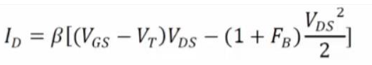 I_D = β[(V_GS − V_T)V_DS − (1 + F_B) V_DS²/2]